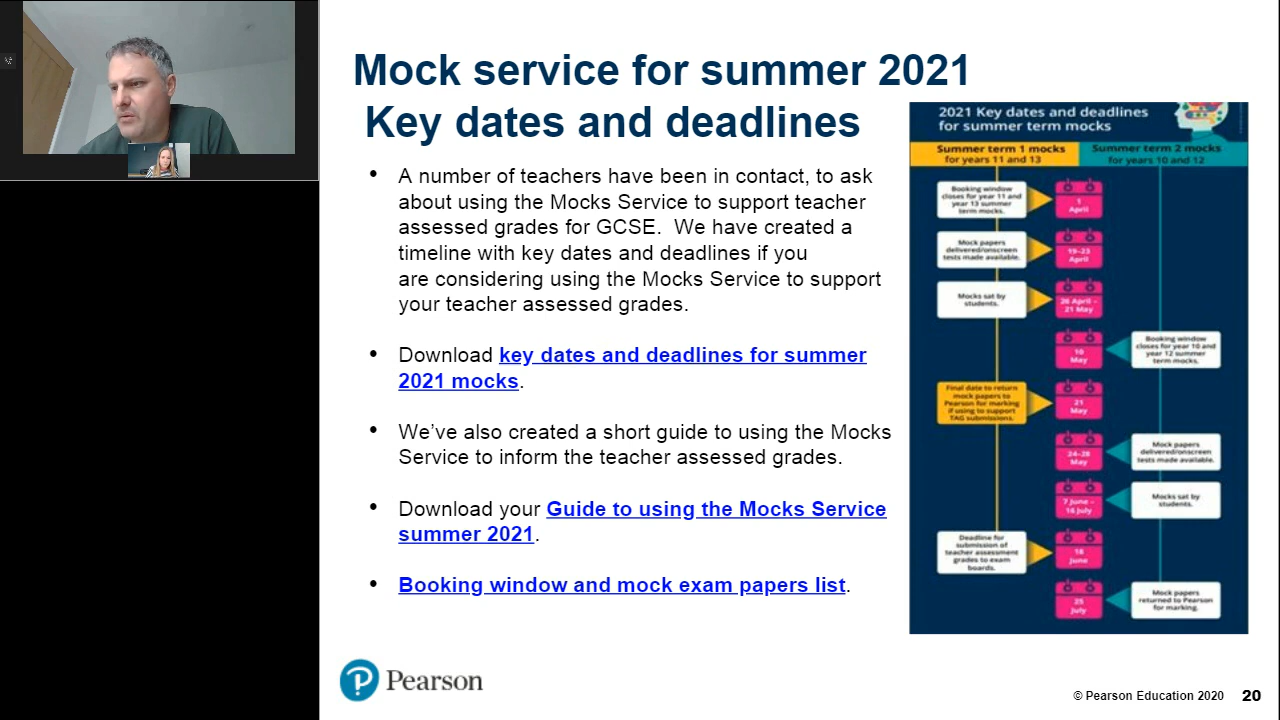 Mock service for summer 2021
Key dates and deadlines
• A number of teachers have been in contact, to ask
about using the Mocks Service to support teacher
assessed grades for GCSE. We have created a
timeline with key dates and deadlines if you
are considering using the Mocks Service to support
your teacher assessed grades.
• Download key dates and deadlines for summer
2021 mocks.
• We’ve also created a short guide to using the Mocks
Service to inform the teacher assessed grades.
• Download your Guide to using the Mocks Service
summer 2021.
• Booking window and mock exam papers list.
2021 Key dates and deadlines
for summer term mocks
Summer term 1 mocks
for years 11 and 13
Summer term 2 mocks
for years 10 and 12
Booking window
closes for year 11 and
year 13 summer
term mocks.
1
April
Mock papers
delivered/onscreen
tests made available.
19-23
April
Mocks sat by
students.
26 April –
21 May
10
May
Booking window
closes for year 10 and
year 12 summer
term mocks.
Final date to return
mock papers to
Pearson for marking
if using to support
TAG submissions.
21
May
24-28
May
Mock papers
delivered/onscreen
tests made available.
7 June –
16 July
Mocks sat by
students.
Deadline for
submission of
teacher assessment
grades to exam
boards.
18
June
25
July
Mock papers
returned to Pearson
for marking.
Pearson
© Pearson Education 2020 20